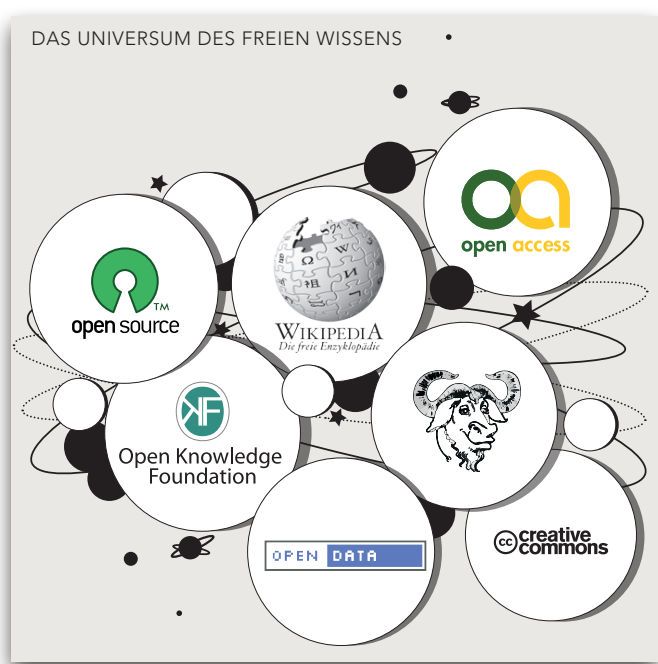 DAS UNIVERSUM DES FREIEN WISSENS
open access
open source
TM
WIKIPEDIA
Die freie Enzyklopädie
Open Knowledge
Foundation
cc creative
commons
OPEN DATA